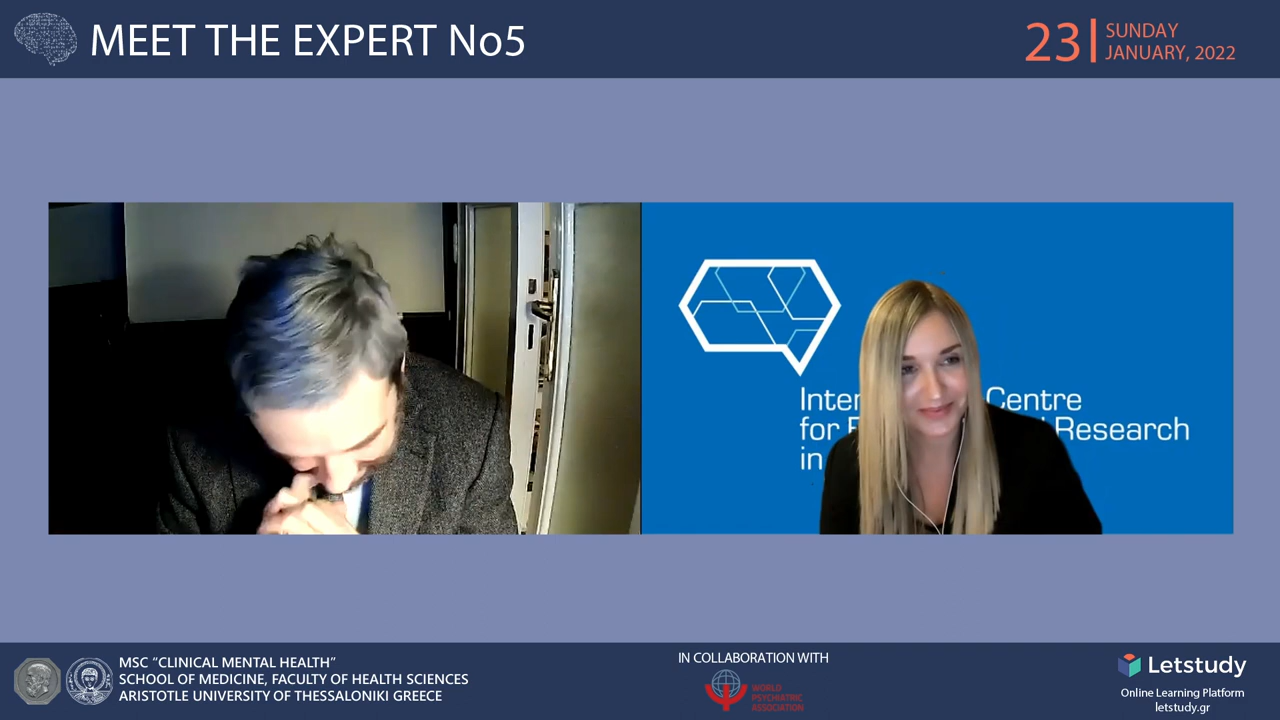 MEET THE EXPERT No5
23
SUNDAY
JANUARY, 2022
Inter Centre
for Research
in
MSC “CLINICAL MENTAL HEALTH”
SCHOOL OF MEDICINE, FACULTY OF HEALTH SCIENCES
ARISTOTLE UNIVERSITY OF THESSALONIKI GREECE
IN COLLABORATION WITH
WORLD
PSYCHIATRIC
ASSOCIATION
Letstudy
Online Learning Platform
letstudy.gr